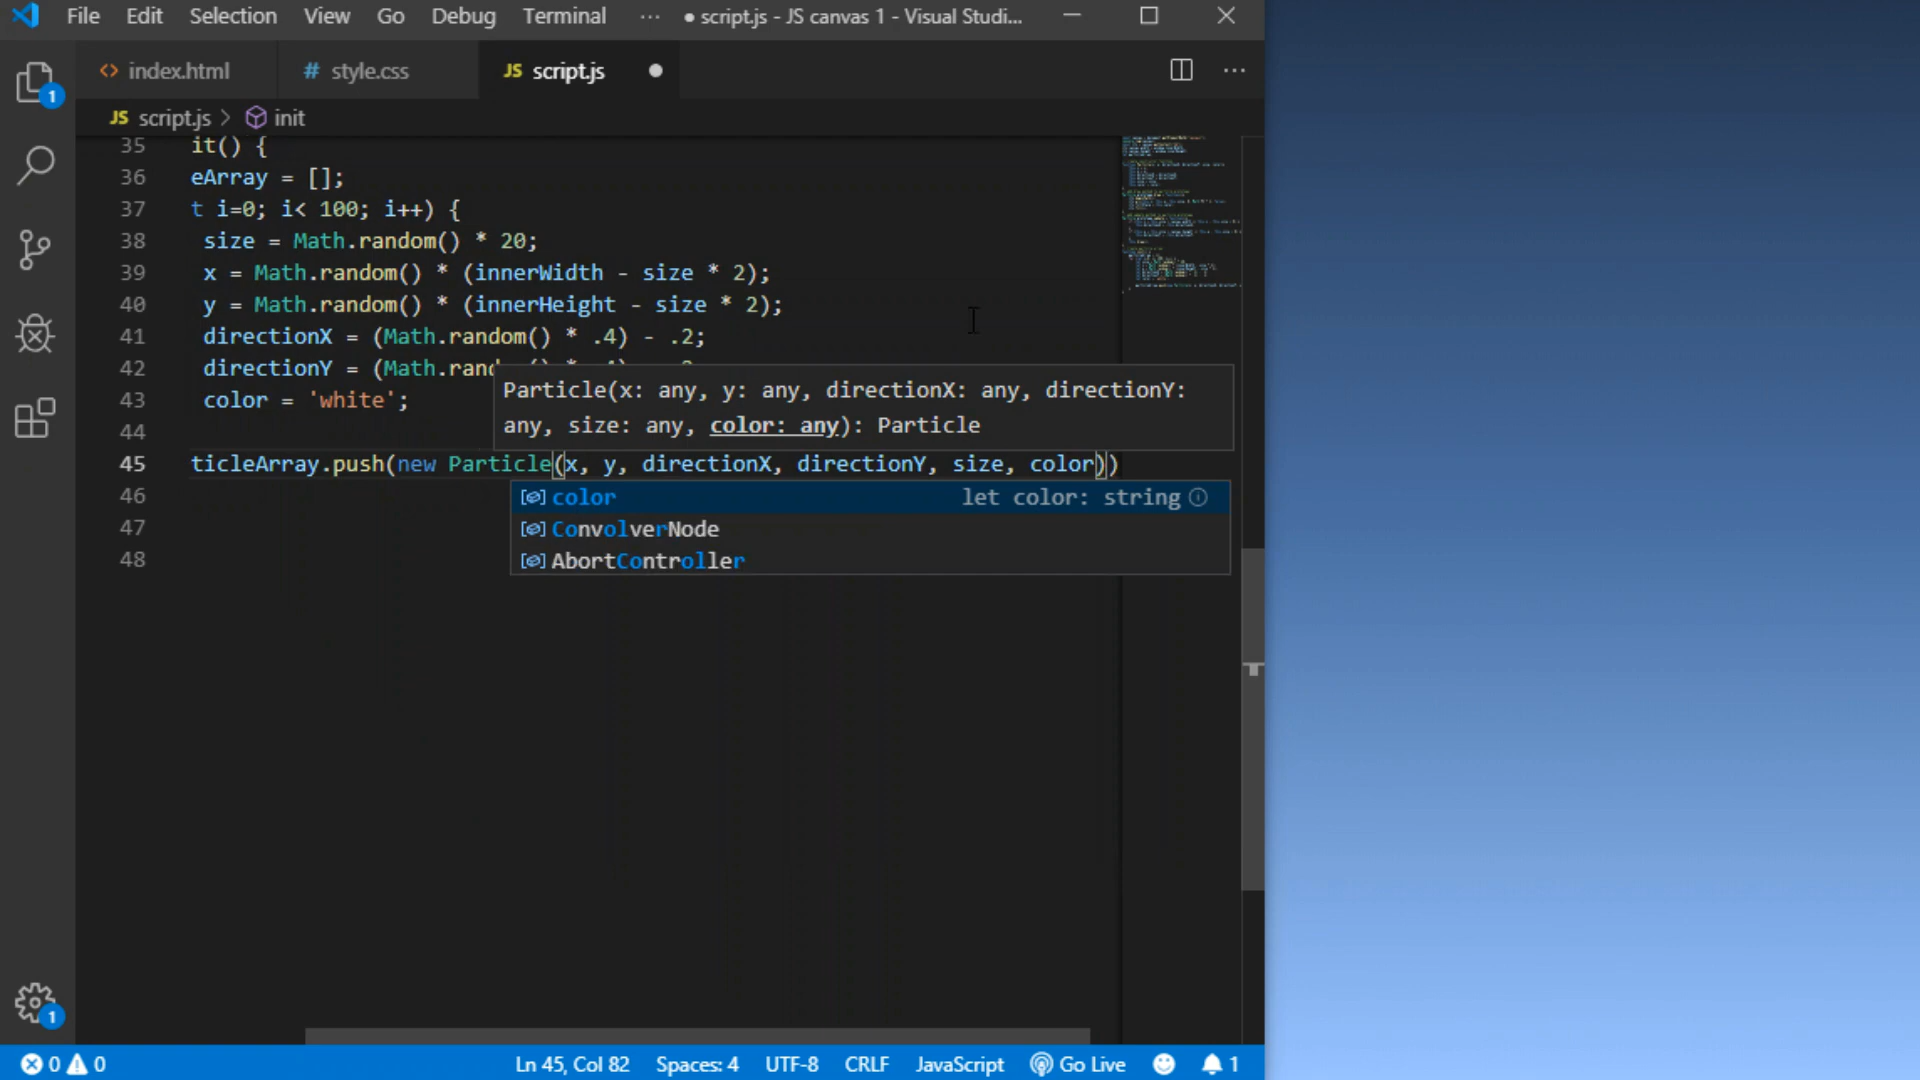 File Edit Selection View Go Debug Terminal ··· ● script.js - JS canvas 1 - Visual Studi...
index.html # style.css JS script.js ●
JS script.js > init
35 it() {
36 eArray = [];
37 t i=0; i< 100; i++) {
38 size = Math.random() * 20;
39 x = Math.random() * (innerWidth - size * 2);
40 y = Math.random() * (innerHeight - size * 2);
41 directionX = (Math.random() * .4) - .2;
42 directionY = (Math.rand
43 color = 'white';
Particle(x: any, y: any, directionX: any, directionY:
any, size: any, color: any): Particle
44
45 ticleArray.push(new Particle(x, y, directionX, directionY, size, color))
46
47
48
color let color: string
ConvolverNode
AbortController
1
1
0 0 Ln 45, Col 82 Spaces: 4 UTF-8 CRLF JavaScript Go Live 1